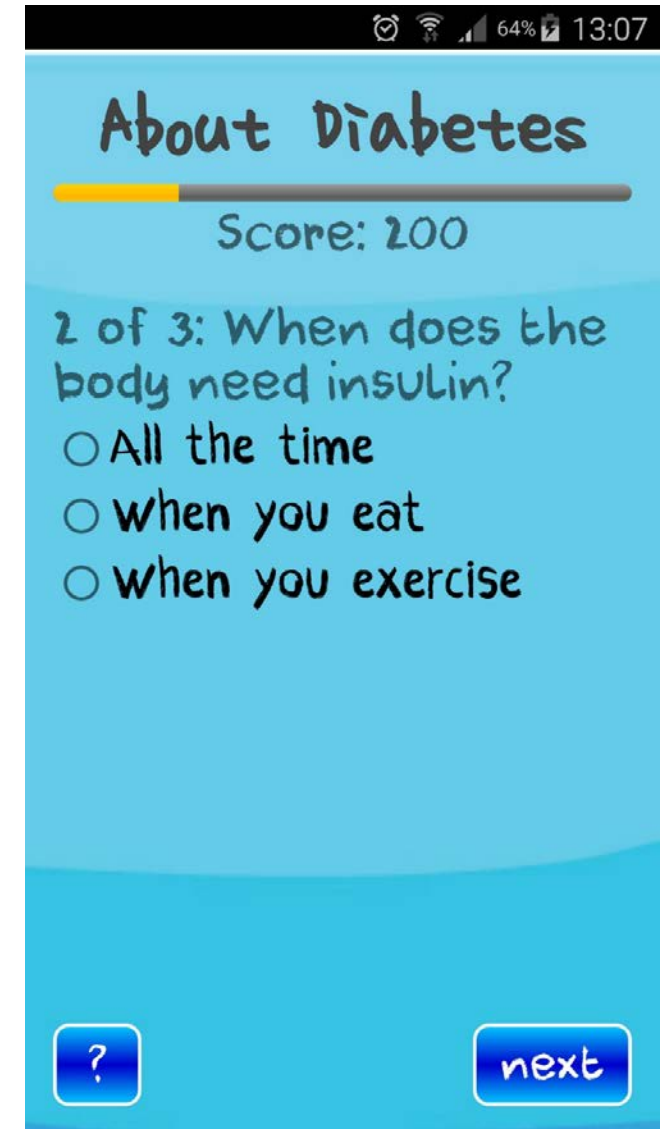 64% 13:07
About Diabetes
Score: 200
2 of 3: When does the
body need insulin?
All the time
When you eat
When you exercise
?
next